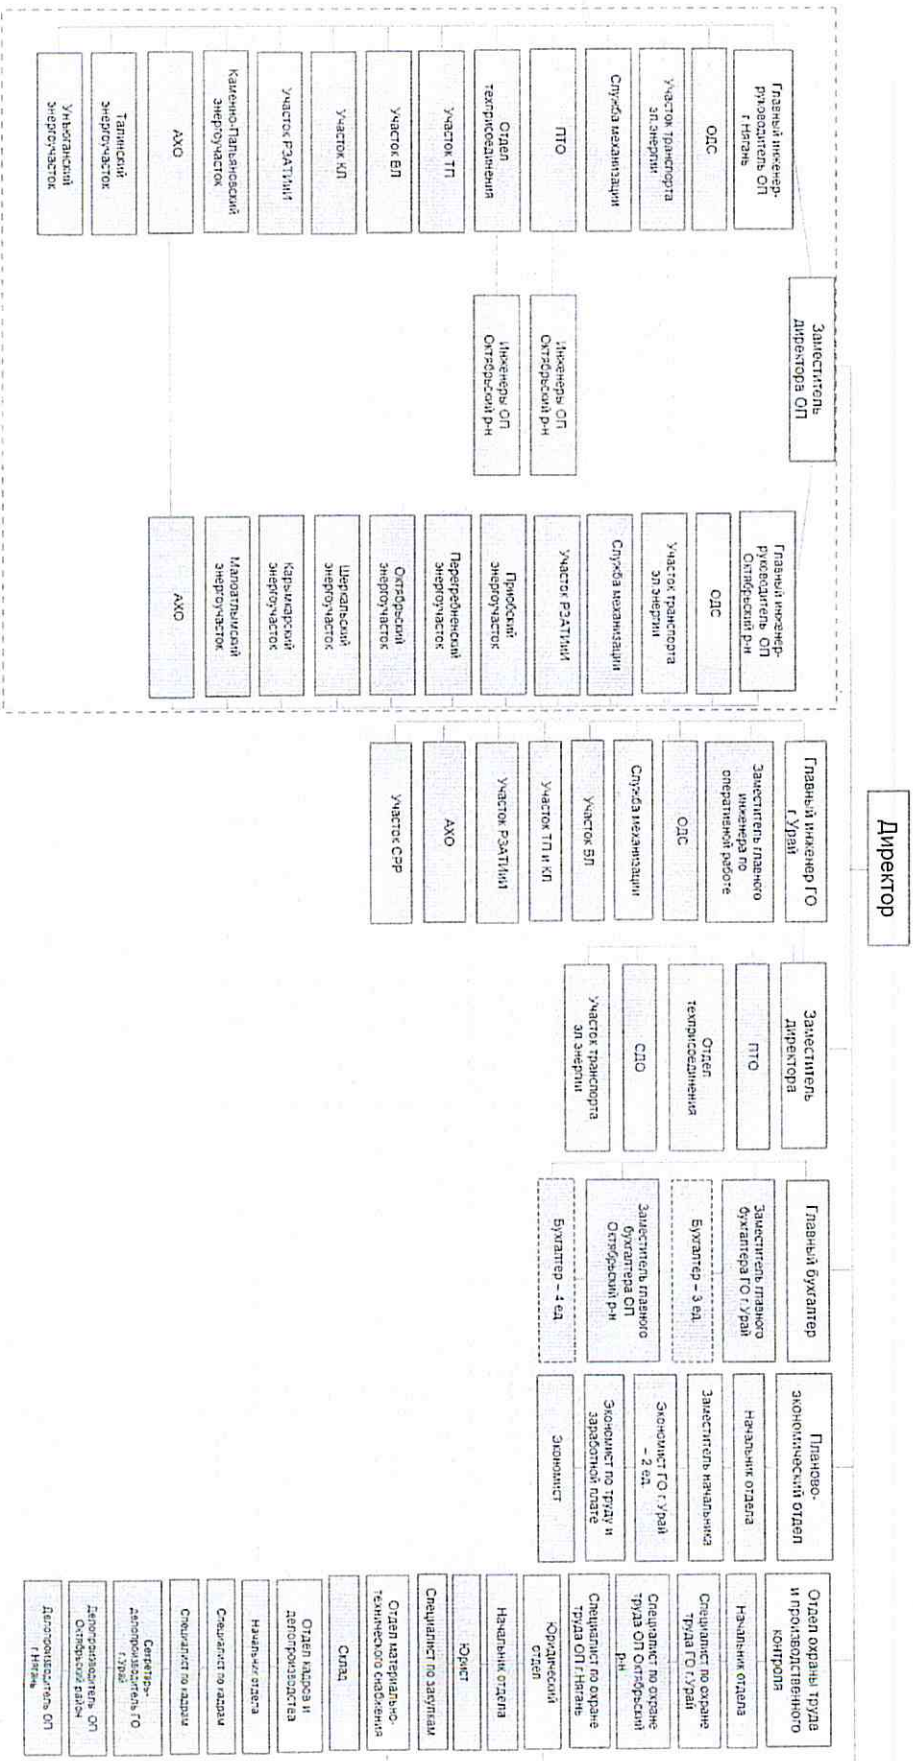 Директор
Заместитель
директора ОП
Главный инженер-
руководитель ОП
г.Нягань
ОДС
Участок транспорта
эл.энергии
Служба механизации
ПТО
Отдел
техприсоединения
Участок ТП
Участок ВЛ
Участок КЛ
Участок РЗАТИиИ
Каменно-Пальяновский
энергоучасток
АХО
Талинский
энергоучасток
Унъюганский
энергоучасток
Инженеры ОП
Октябрьский р-н
Инженеры ОП
Октябрьский р-н
Главный инженер-
руководитель ОП
Октябрьский р-н
ОДС
Участок транспорта
эл.энергии
Служба механизации
Участок РЗАТИиИ
Приобский
энергоучасток
Перегребненский
энергоучасток
Октябрьский
энергоучасток
Шеркальский
энергоучасток
Карымкарский
энергоучасток
Малоатлымский
энергоучасток
АХО
Главный инженер ГО
г.Урай
Заместитель главного
инженера по
оперативной работе
ОДС
Служба механизации
Участок ВЛ
Участок ТП и КЛ
Участок РЗАТИиИ
АХО
Участок СРР
Заместитель
директора
ПТО
Отдел
техприсоединения
СДО
Участок транспорта
эл.энергии
Главный бухгалтер
Заместитель главного
бухгалтера ГО г.Урай
Бухгалтер – 3 ед.
Заместитель главного
бухгалтера ОП
Октябрьский р-н
Бухгалтер – 4 ед.
Планово-
экономический отдел
Начальник отдела
Заместитель начальника
Экономист ГО г.Урай
– 2 ед.
Экономист по труду и
заработной плате
Экономист
Отдел охраны труда
и производственного
контроля
Начальник отдела
Специалист по охране
труда ГО г.Урай
Специалист по охране
труда ОП Октябрьский
р-н
Специалист по охране
труда ОП г.Нягань
Юридический
отдел
Начальник отдела
Юрист
Специалист по закупкам
Отдел материально-
технического снабжения
Склад
Отдел кадров и
делопроизводства
Начальник отдела
Специалист по кадрам
Специалист по кадрам
Секретарь-
делопроизводитель ГО
г.Урай
Делопроизводитель ОП
Октябрьский район
Делопроизводитель ОП
г.Нягань